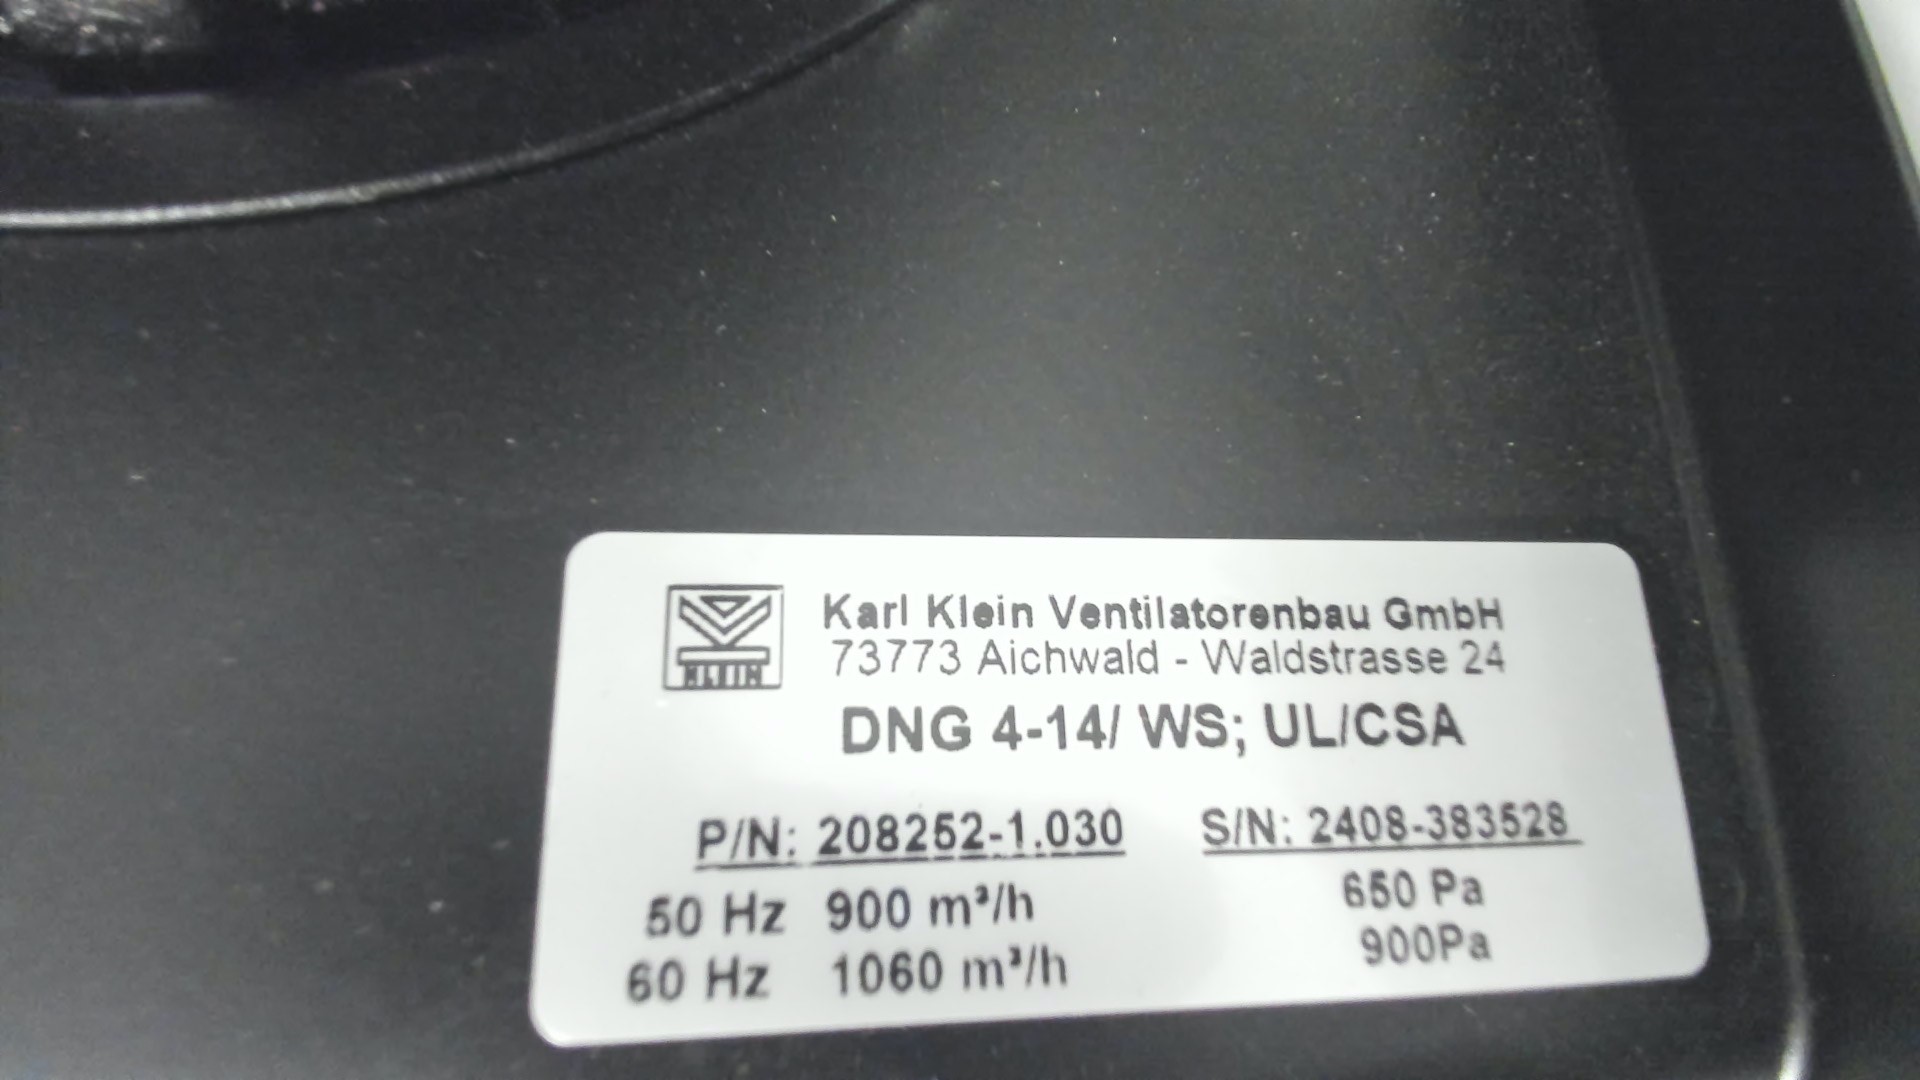 KLEIN
Karl Klein Ventilatorenbau GmbH
73773 Aichwald - Waldstrasse 24
DNG 4-14/ WS; UL/CSA
P/N: 208252-1.030 S/N: 2408-383528
50 Hz 900 m³/h 650 Pa
60 Hz 1060 m³/h 900Pa